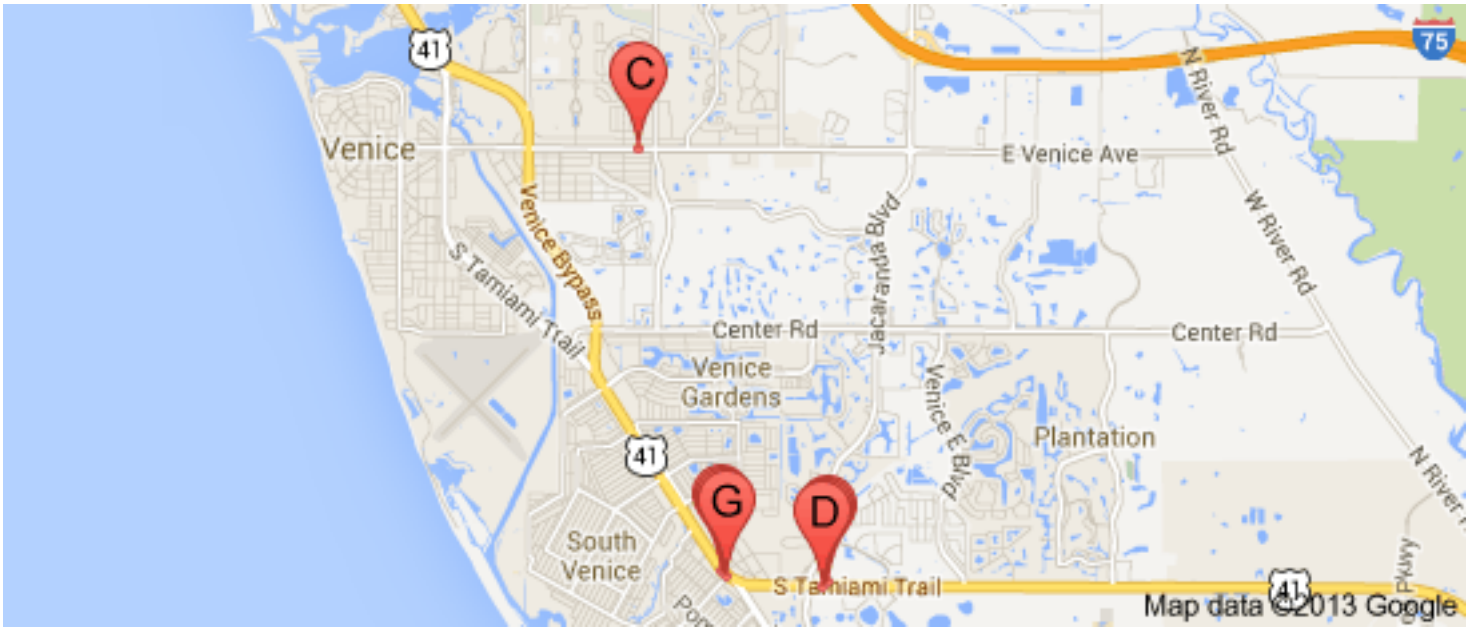 41
75
C
N River Rd
Venice
E Venice Ave
Venice Bypass
W River Rd
Jacaranda Blvd
S Tamiami Trail
Center Rd
Center Rd
Venice
Gardens
Venice E Blvd
Plantation
41
N River
G
D
South
Venice
S Tamiami Trail
41
Pkwy
Map data ©2013 Google